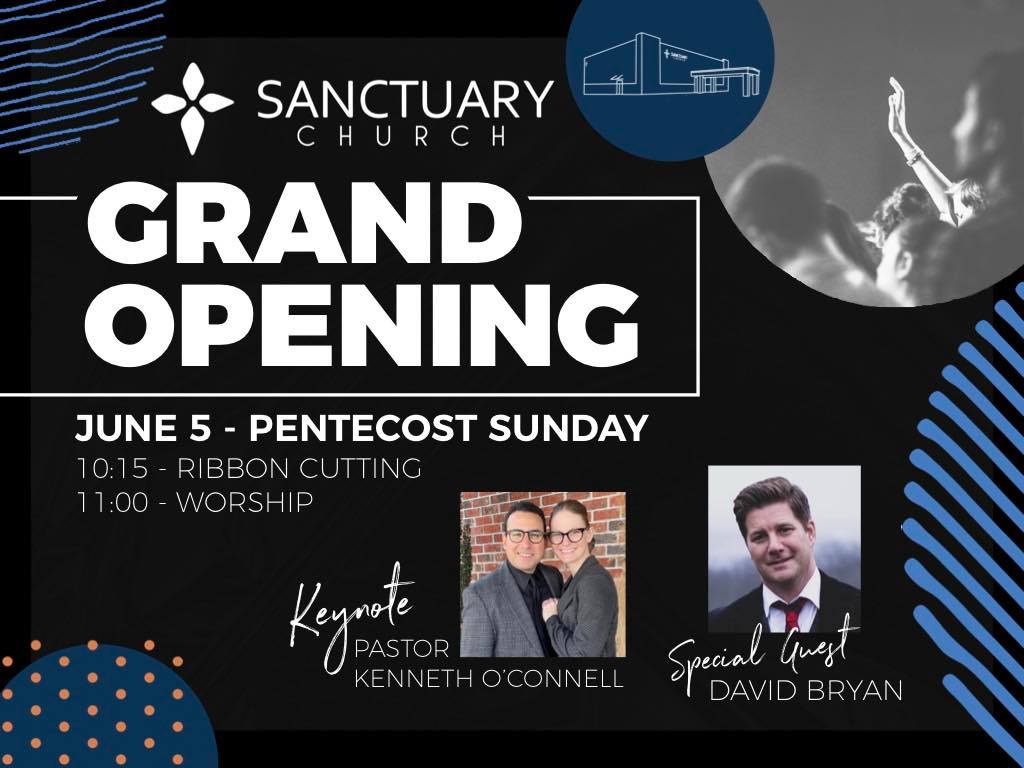 SANCTUARY
CHURCH
SANCTUARY
GRAND
OPENING
JUNE 5 - PENTECOST SUNDAY
10:15 - RIBBON CUTTING
11:00 - WORSHIP
Keynote
PASTOR
KENNETH O'CONNELL
Special Guest
DAVID BRYAN